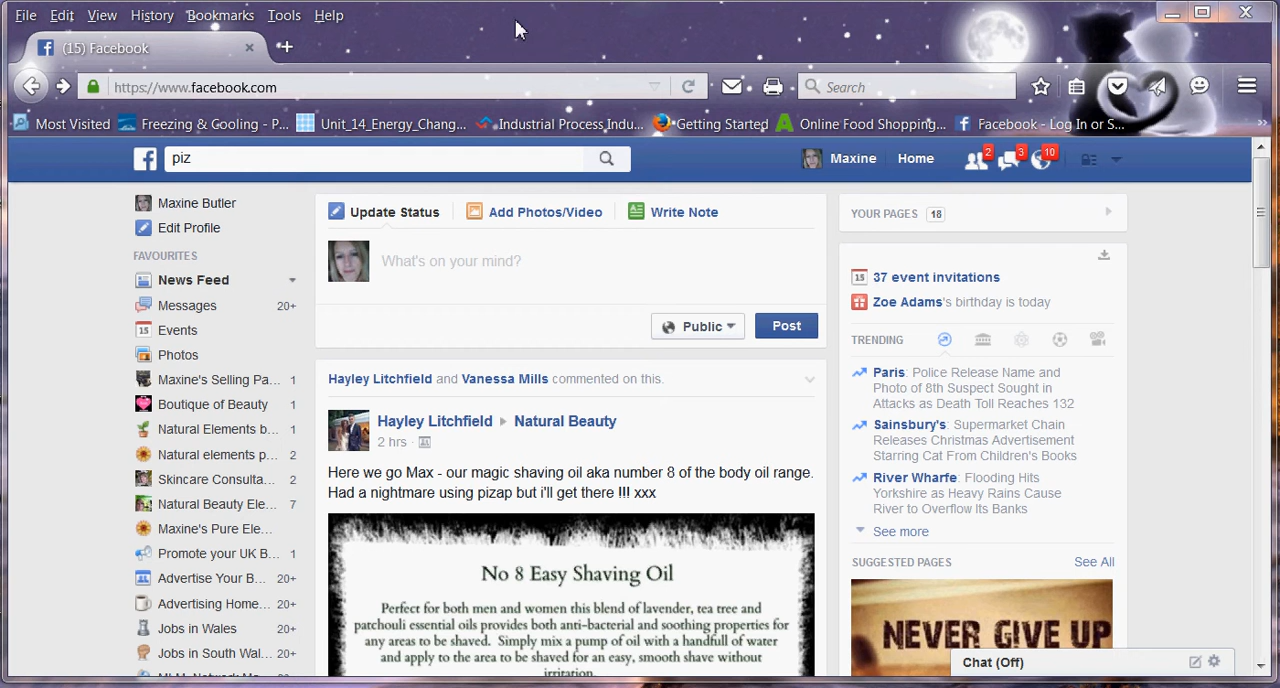 File Edit View History Bookmarks Tools Help
(15) Facebook
https://www.facebook.com
Search
Most Visited Freezing & Gooling - P... Unit_14_Energy_Chang... Industrial Process Indu... Getting Started Online Food Shopping... Facebook - Log In or S...
piz
Maxine Home 2 3 10
Maxine Butler
Edit Profile
FAVOURITES
News Feed
Messages 20+
Events
Photos
Maxine's Selling Pa... 1
Boutique of Beauty 1
Natural Elements b... 1
Natural elements p... 2
Skincare Consulta... 2
Natural Beauty Ele... 7
Maxine's Pure Ele...
Promote your UK B... 1
Advertise Your B... 20+
Advertising Home... 20+
Jobs in Wales 20+
Jobs in South Wal... 20+
Update Status Add Photos/Video Write Note
What's on your mind?
Public Post
Hayley Litchfield and Vanessa Mills commented on this.
Hayley Litchfield Natural Beauty
2 hrs ·
Here we go Max - our magic shaving oil aka number 8 of the body oil range.
Had a nightmare using pizap but i'll get there !!! xxx
No 8 Easy Shaving Oil
Perfect for both men and women this blend of lavender, tea tree and
patchouli essential oils provides both anti-bacterial and soothing properties for
any areas to be shaved. Simply mix a pump of oil with a handfull of water
and apply to the area to be shaved for an easy, smooth shave without
irritation.
YOUR PAGES 18
15 37 event invitations
Zoe Adams's birthday is today
TRENDING
Paris: Police Release Name and
Photo of 8th Suspect Sought in
Attacks as Death Toll Reaches 132
Sainsbury's: Supermarket Chain
Releases Christmas Advertisement
Starring Cat From Children's Books
River Wharfe: Flooding Hits
Yorkshire as Heavy Rains Cause
River to Overflow Its Banks
See more
SUGGESTED PAGES See All
NEVER GIVE UP
Chat (Off)